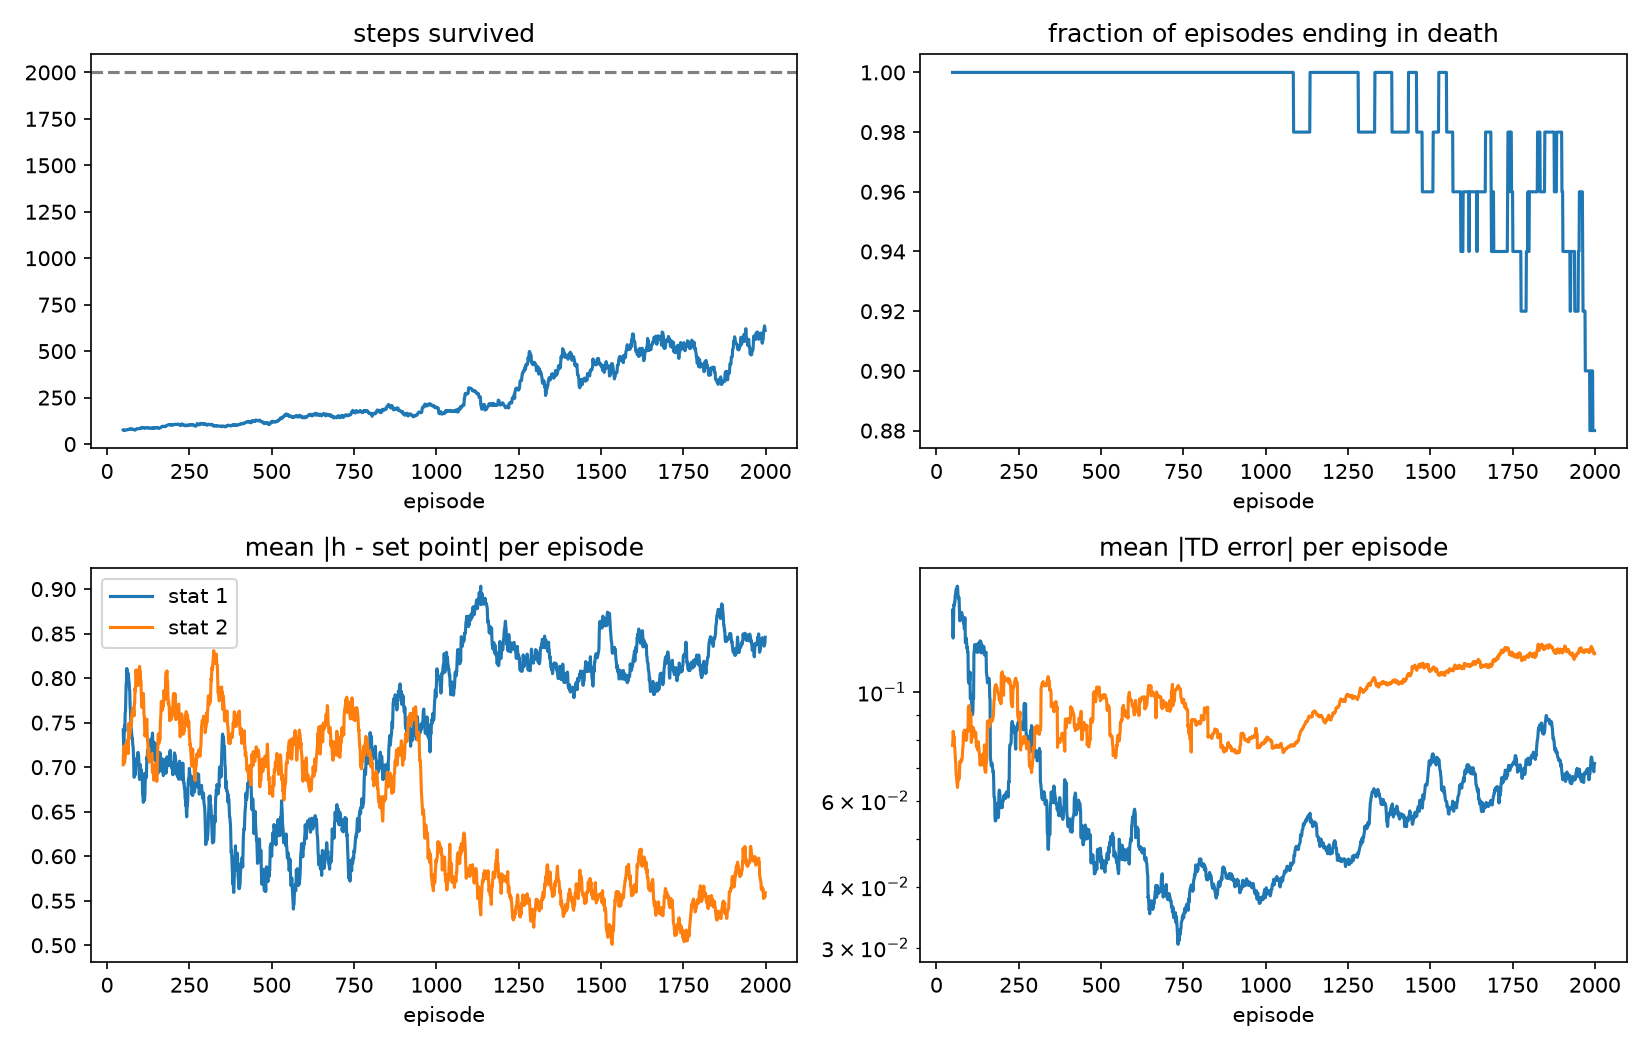 steps survived
2000
1750
1500
1250
1000
750
500
250
0
0 250 500 750 1000 1250 1500 1750 2000
episode
fraction of episodes ending in death
1.00
0.98
0.96
0.94
0.92
0.90
0.88
0 250 500 750 1000 1250 1500 1750 2000
episode
mean |h - set point| per episode
0.90
0.85
0.80
0.75
0.70
0.65
0.60
0.55
0.50
stat 1
stat 2
0 250 500 750 1000 1250 1500 1750 2000
episode
mean |TD error| per episode
10⁻¹
6 × 10⁻²
4 × 10⁻²
3 × 10⁻²
0 250 500 750 1000 1250 1500 1750 2000
episode